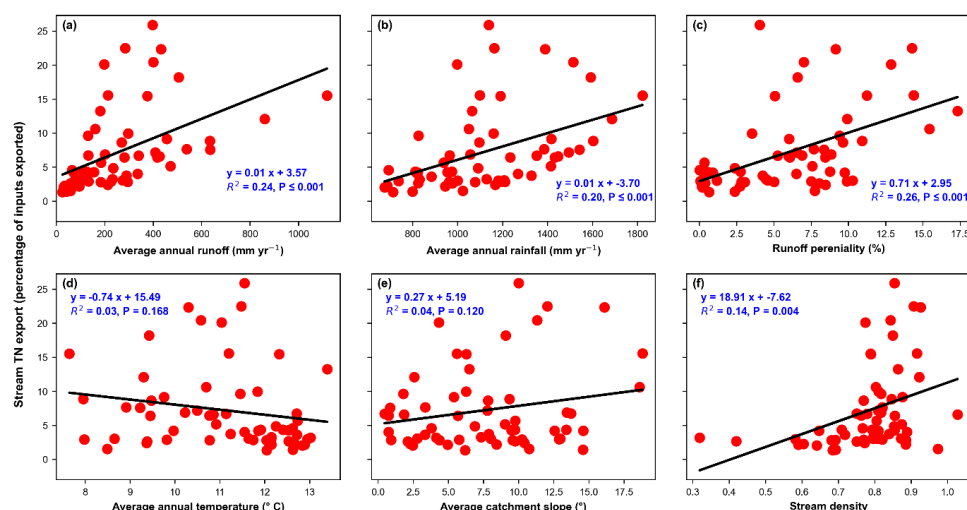 Stream TN export (percentage of inputs exported)
(a)
25
20
15
10
5
0
y = 0.01 x + 3.57
R² = 0.24, P ≤ 0.001
0 200 400 600 800 1000
Average annual runoff (mm yr⁻¹)
(b)
y = 0.01 x + -3.70
R² = 0.20, P ≤ 0.001
800 1000 1200 1400 1600 1800
Average annual rainfall (mm yr⁻¹)
(c)
y = 0.71 x + 2.95
R² = 0.26, P ≤ 0.001
0.0 2.5 5.0 7.5 10.0 12.5 15.0 17.5
Runoff pereniality (%)
(d)
25
20
15
10
5
0
y = -0.74 x + 15.49
R² = 0.03, P = 0.168
8 9 10 11 12 13
Average annual temperature (° C)
(e)
y = 0.27 x + 5.19
R² = 0.04, P = 0.120
0.0 2.5 5.0 7.5 10.0 12.5 15.0 17.5
Average catchment slope (°)
(f)
y = 18.91 x + -7.62
R² = 0.14, P = 0.004
0.3 0.4 0.5 0.6 0.7 0.8 0.9 1.0
Stream density